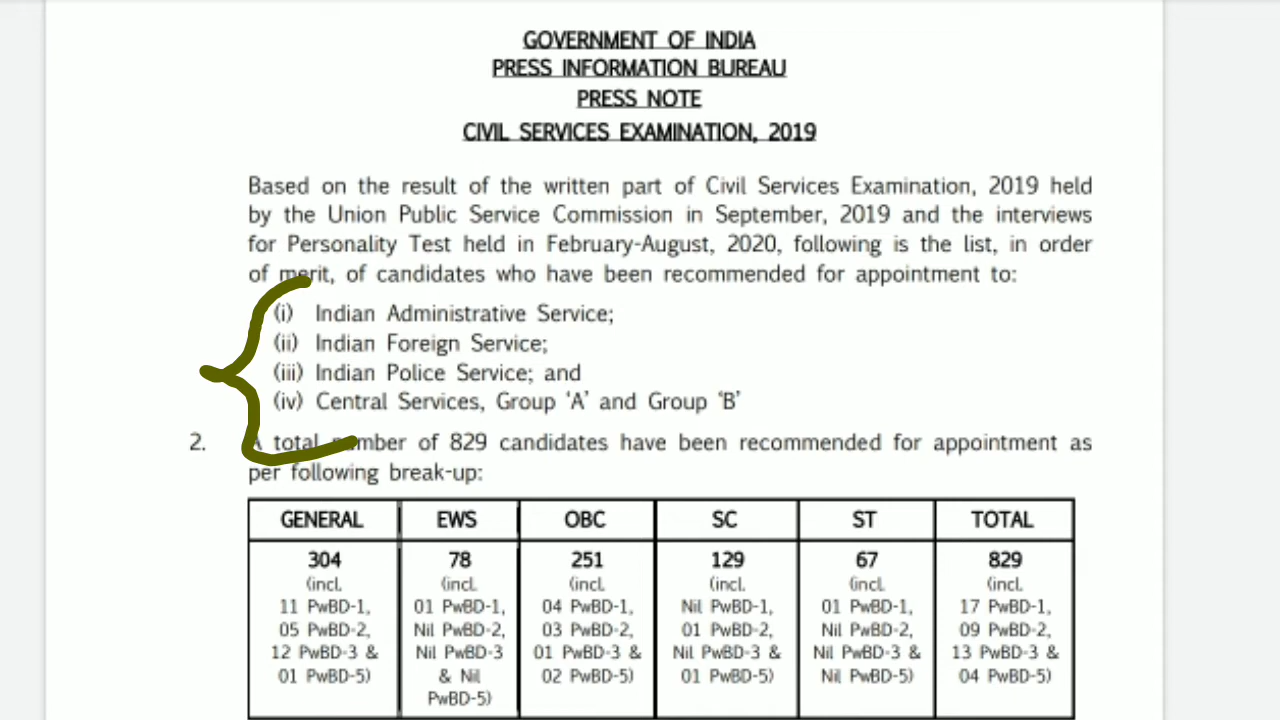 GOVERNMENT OF INDIA
PRESS INFORMATION BUREAU
PRESS NOTE
CIVIL SERVICES EXAMINATION, 2019
Based on the result of the written part of Civil Services Examination, 2019 held
by the Union Public Service Commission in September, 2019 and the interviews
for Personality Test held in February-August, 2020, following is the list, in order
of merit, of candidates who have been recommended for appointment to:
(i) Indian Administrative Service;
(ii) Indian Foreign Service;
(iii) Indian Police Service; and
(iv) Central Services, Group ‘A’ and Group ‘B’
2. A total number of 829 candidates have been recommended for appointment as
per following break-up:
GENERAL EWS OBC SC ST TOTAL
304 78 251 129 67 829
(incl. (incl. (incl. (incl. (incl. (incl.
11 PwBD-1, 01 PwBD-1, 04 PwBD-1, Nil PwBD-1, 01 PwBD-1, 17 PwBD-1,
05 PwBD-2, Nil PwBD-2, 03 PwBD-2, 01 PwBD-2, Nil PwBD-2, 09 PwBD-2,
12 PwBD-3 & Nil PwBD-3 01 PwBD-3 & Nil PwBD-3 & Nil PwBD-3 & 13 PwBD-3 &
01 PwBD-5) & Nil 02 PwBD-5) 01 PwBD-5) Nil PwBD-5) 04 PwBD-5)
PwBD-5)